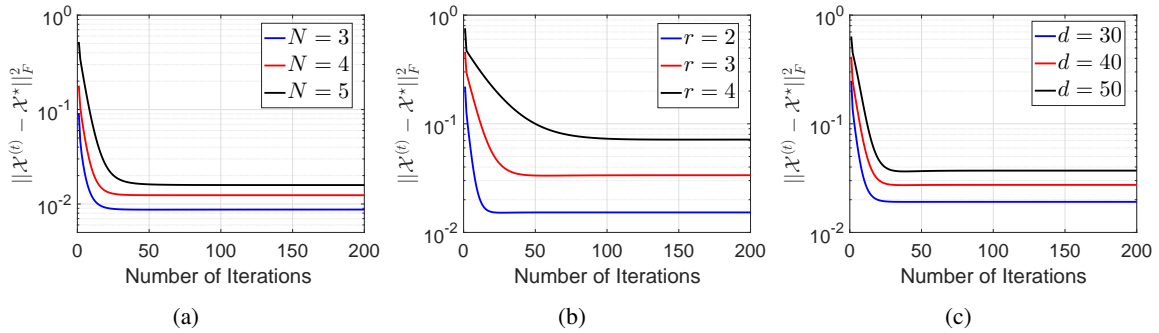 10^0
10^{-1}
10^{-2}
||𝒳^{(t)} − 𝒳^⋆||_F^2
N = 3
N = 4
N = 5
0 50 100 150 200
Number of Iterations
(a)
10^0
10^{-1}
10^{-2}
||𝒳^{(t)} − 𝒳^⋆||_F^2
r = 2
r = 3
r = 4
0 50 100 150 200
Number of Iterations
(b)
10^0
10^{-1}
10^{-2}
||𝒳^{(t)} − 𝒳^⋆||_F^2
d = 30
d = 40
d = 50
0 50 100 150 200
Number of Iterations
(c)